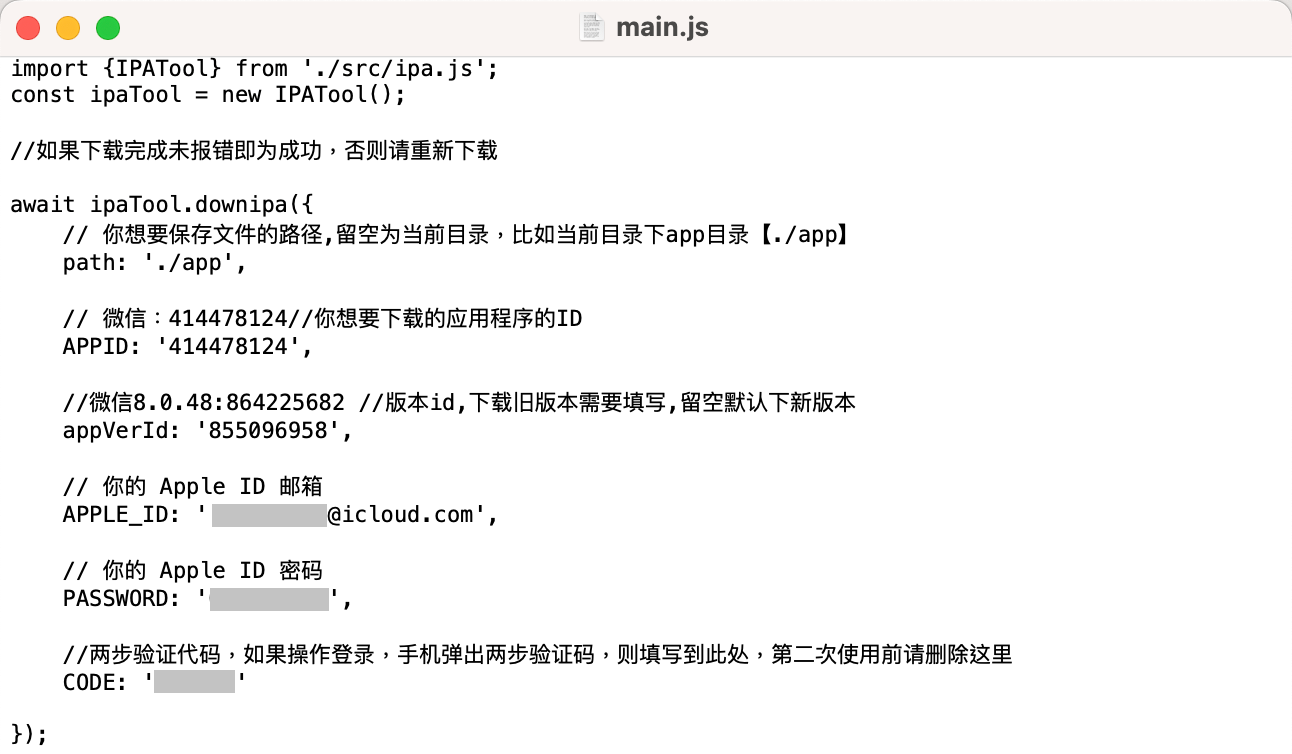 main.js
import {IPATool} from './src/ipa.js';
const ipaTool = new IPATool();
//如果下载完成未报错即为成功，否则请重新下载
await ipaTool.downipa({
// 你想要保存文件的路径,留空为当前目录，比如当前目录下app目录【./app】
path: './app',
// 微信：414478124//你想要下载的应用程序的ID
APPID: '414478124',
//微信8.0.48:864225682 //版本id,下载旧版本需要填写,留空默认下新版本
appVerId: '855096958',
// 你的 Apple ID 邮箱
APPLE_ID: '@icloud.com',
// 你的 Apple ID 密码
PASSWORD: '',
//两步验证代码，如果操作登录，手机弹出两步验证码，则填写到此处，第二次使用前请删除这里
CODE: ''
});